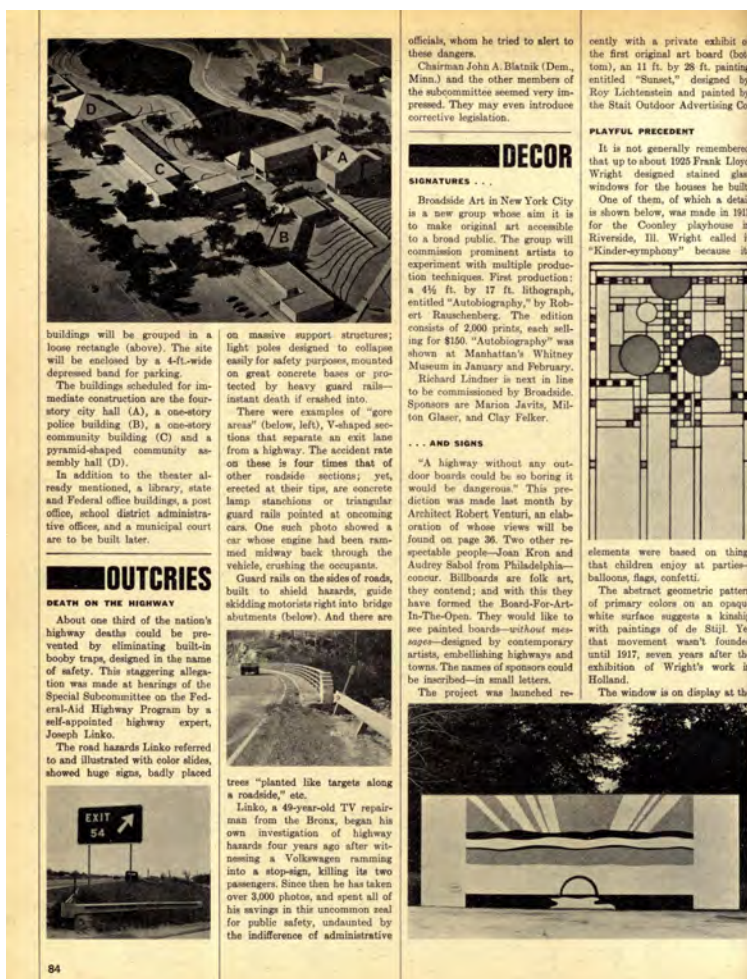 D
A
C
B
buildings will be grouped in a
loose rectangle (above). The site
will be enclosed by a 4-ft.-wide
depressed band for parking.
The buildings scheduled for im-
mediate construction are the four-
story city hall (A), a one-story
police building (B), a one-story
community building (C) and a
pyramid-shaped community as-
sembly hall (D).
In addition to the theater al-
ready mentioned, a library, state
and Federal office buildings, a post
office, school district administra-
tive offices, and a municipal court
are to be built later.
OUTCRIES
DEATH ON THE HIGHWAY
About one third of the nation's
highway deaths could be pre-
vented by eliminating built-in
booby traps, designed in the name
of safety. This staggering allega-
tion was made at hearings of the
Special Subcommittee on the Fed-
eral-Aid Highway Program by a
self-appointed highway expert,
Joseph Linko.
The road hazards Linko referred
to and illustrated with color slides,
showed huge signs, badly placed
EXIT
54
on massive support structures;
light poles designed to collapse
easily for safety purposes, mounted
on great concrete bases or pro-
tected by heavy guard rails—
instant death if crashed into.
There were examples of "gore
areas" (below, left), V-shaped sec-
tions that separate an exit lane
from a highway. The accident rate
on these is four times that of
other roadside sections; yet,
erected at their tips, are concrete
lamp stanchions or triangular
guard rails pointed at oncoming
cars. One such photo showed a
car whose engine had been ram-
med midway back through the
vehicle, crushing the occupants.
Guard rails on the sides of roads,
built to shield hazards, guide
skidding motorists right into bridge
abutments (below). And there are
trees "planted like targets along
a roadside," etc.
Linko, a 49-year-old TV repair-
man from the Bronx, began his
own investigation of highway
hazards four years ago after wit-
nessing a Volkswagen ramming
into a stop-sign, killing its two
passengers. Since then he has taken
over 3,000 photos, and spent all of
his savings in this uncommon zeal
for public safety, undaunted by
the indifference of administrative
officials, whom he tried to alert to
these dangers.
Chairman John A. Blatnik (Dem.,
Minn.) and the other members of
the subcommittee seemed very im-
pressed. They may even introduce
corrective legislation.
DECOR
SIGNATURES . . .
Broadside Art in New York City
is a new group whose aim it is
to make original art accessible
to a broad public. The group will
commission prominent artists to
experiment with multiple produc-
tion techniques. First production:
a 4½ ft. by 17 ft. lithograph,
entitled "Autobiography," by Rob-
ert Rauschenberg. The edition
consists of 2,000 prints, each sell-
ing for $150. "Autobiography" was
shown at Manhattan's Whitney
Museum in January and February.
Richard Lindner is next in line
to be commissioned by Broadside.
Sponsors are Marion Javits, Mil-
ton Glaser, and Clay Felker.
. . . AND SIGNS
"A highway without any out-
door boards could be so boring it
would be dangerous." This pre-
diction was made last month by
Architect Robert Venturi, an elab-
oration of whose views will be
found on page 36. Two other re-
spectable people—Joan Kron and
Audrey Sabol from Philadelphia—
concur. Billboards are folk art,
they contend; and with this they
have formed the Board-For-Art-
In-The-Open. They would like to
see painted boards—without mes-
sages—designed by contemporary
artists, embellishing highways and
towns. The names of sponsors could
be inscribed—in small letters.
The project was launched re-
cently with a private exhibit
the first original art board (bot
tom), an 11 ft. by 28 ft. painting
entitled "Sunset," designed by
Roy Lichtenstein and painted by
the Stait Outdoor Advertising Co
PLAYFUL PRECEDENT
It is not generally remembere
that up to about 1925 Frank Lloy
Wright designed stained glas
windows for the houses he built
One of them, of which a detai
is shown below, was made in 191
for the Coonley playhouse i
Riverside, Ill. Wright called i
"Kinder-symphony" because it
elements were based on thing
that children enjoy at parties—
balloons, flags, confetti.
The abstract geometric pattern
of primary colors on an opaqu
white surface suggests a kinshi
with paintings of de Stijl. Ye
that movement wasn't founde
until 1917, seven years after th
exhibition of Wright's work i
Holland.
The window is on display at th
84